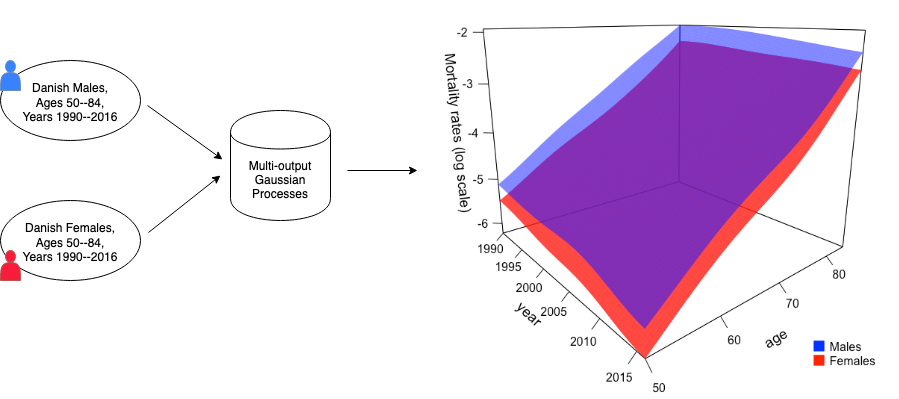 Danish Males,
Ages 50--84,
Years 1990--2016
Danish Females,
Ages 50--84,
Years 1990--2016
Multi-output
Gaussian
Processes
Mortality rates (log scale)
-2
-3
-4
-5
-6
1990
1995
2000
2005
2010
2015
year
50
60
70
80
age
Males
Females